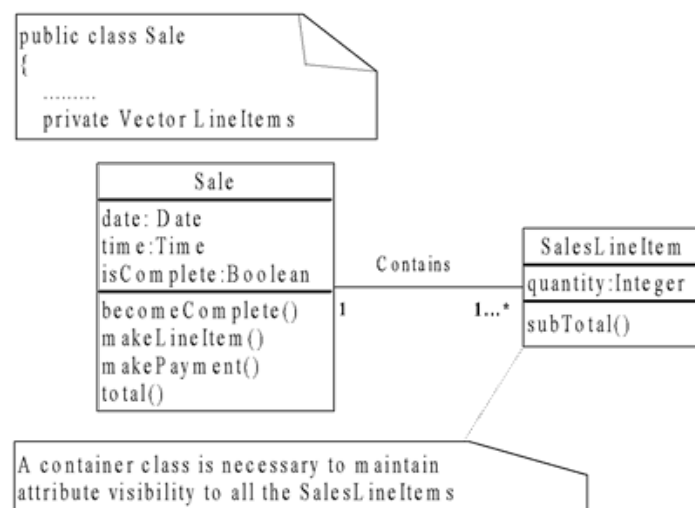 public class Sale
{
.........
private Vector LineItems
Sale
date: Date
time:Time
isComplete:Boolean
becomeComplete()
makeLineItem()
makePayment()
total()
Contains
1
1...*
SalesLineItem
quantity:Integer
subTotal()
A container class is necessary to maintain
attribute visibility to all the SalesLineItems